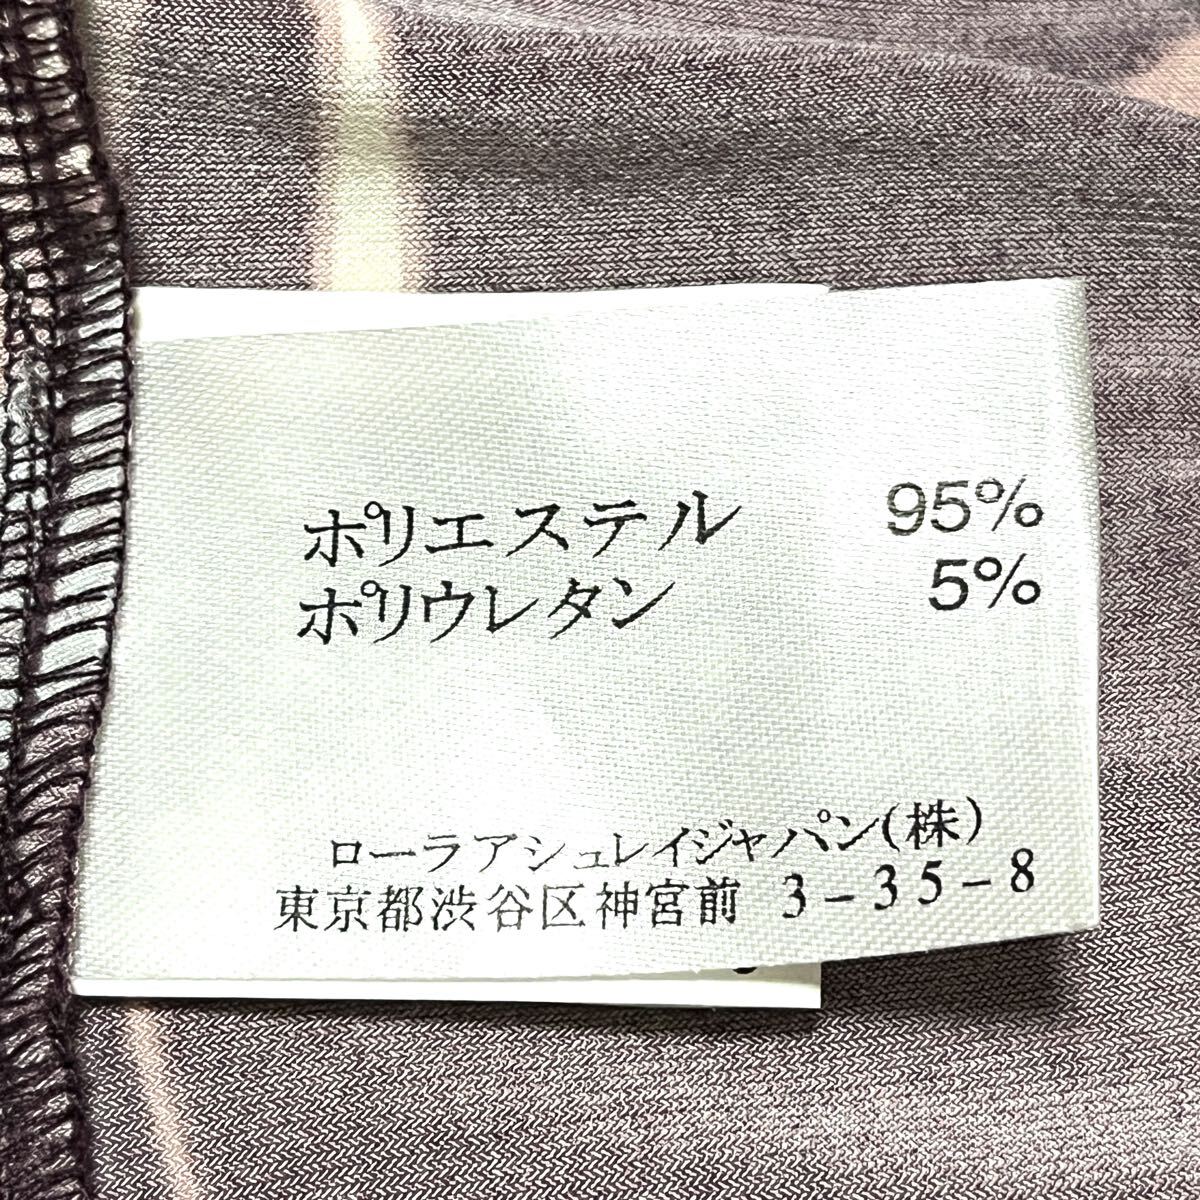 ポリエステル 95%
ポリウレタン 5%
ローラアシュレイジャパン(株)
東京都渋谷区神宮前 3-35-8